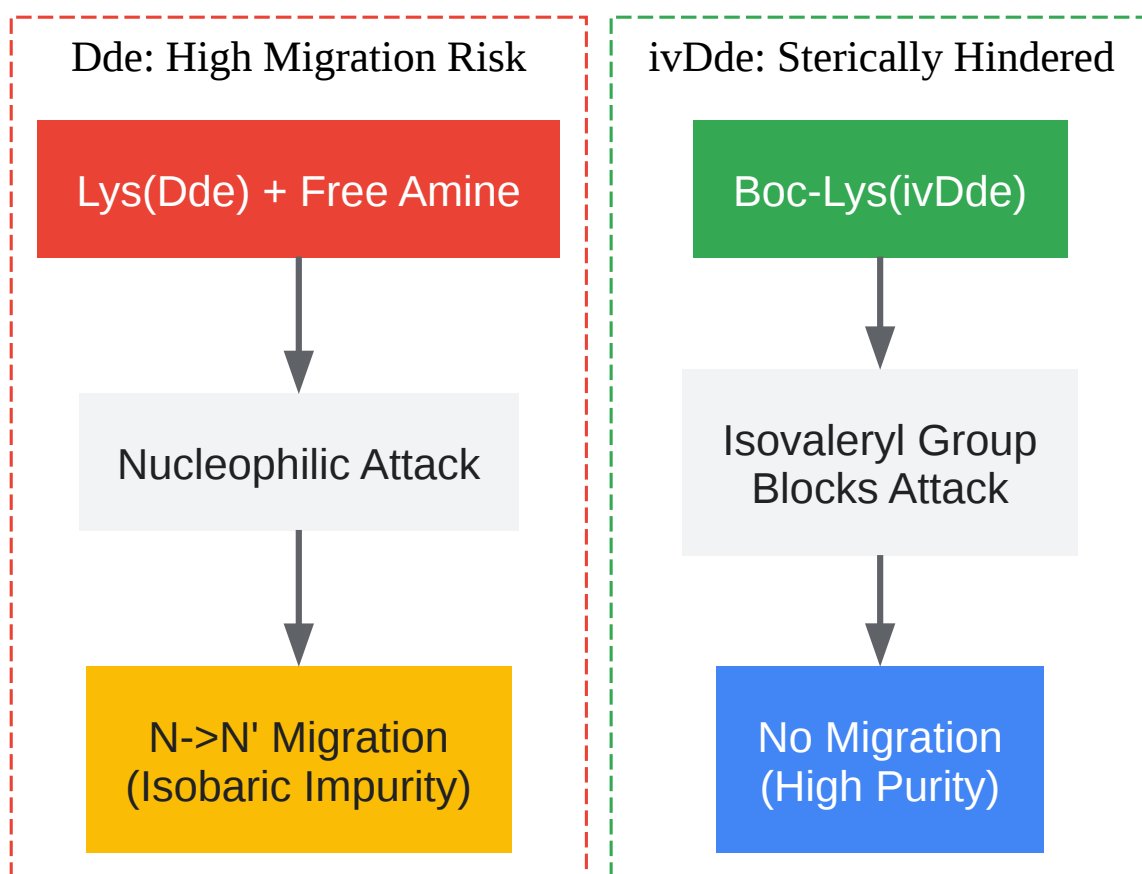 Dde: High Migration Risk
Lys(Dde) + Free Amine
Nucleophilic Attack
N->N' Migration
(Isobaric Impurity)
ivDde: Sterically Hindered
Boc-Lys(ivDde)
Isovaleryl Group
Blocks Attack
No Migration
(High Purity)